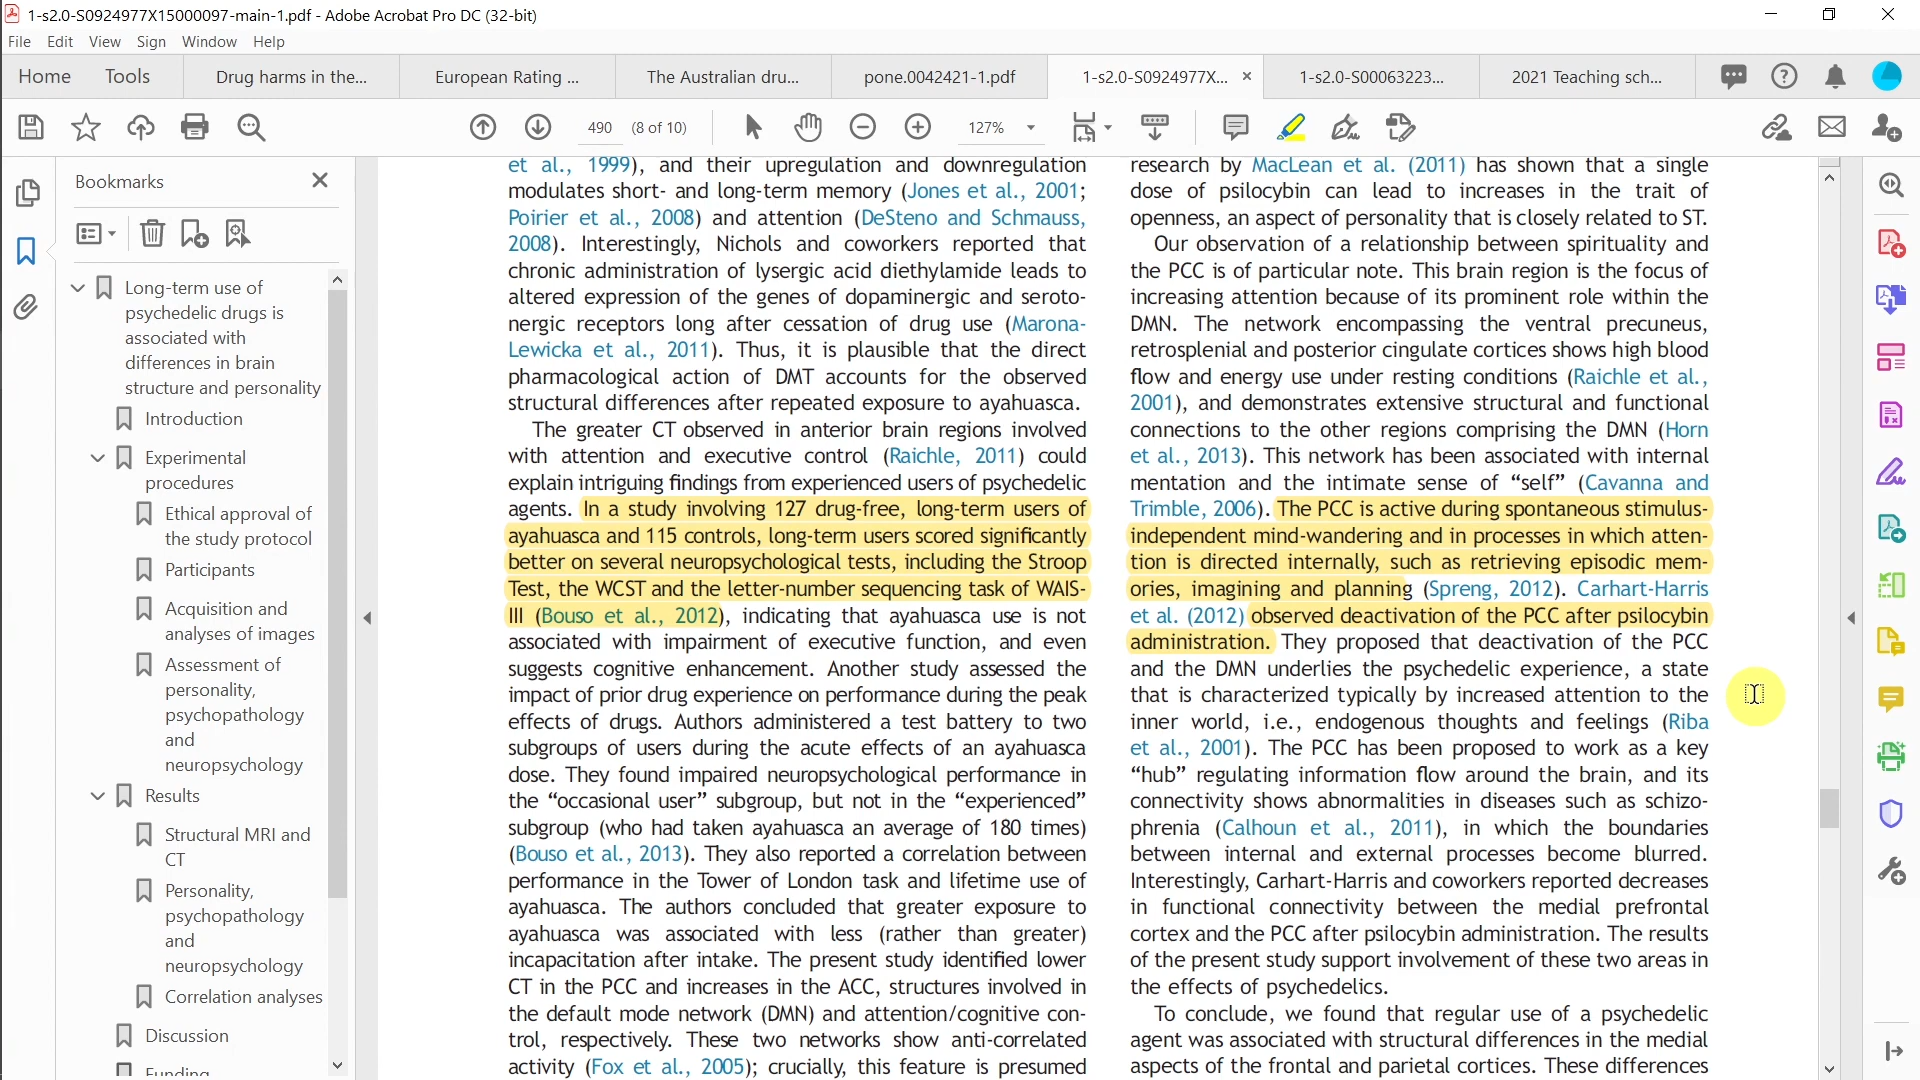 1-s2.0-S0924977X15000097-main-1.pdf - Adobe Acrobat Pro DC (32-bit)
File Edit View Sign Window Help
Home Tools Drug harms in the... European Rating ... The Australian dru... pone.0042421-1.pdf 1-s2.0-S0924977X... × 1-s2.0-S00063223... 2021 Teaching sch...
490 (8 of 10) 127%
Bookmarks
Long-term use of
psychedelic drugs is
associated with
differences in brain
structure and personality
Introduction
Experimental
procedures
Ethical approval of
the study protocol
Participants
Acquisition and
analyses of images
Assessment of
personality,
psychopathology
and
neuropsychology
Results
Structural MRI and
CT
Personality,
psychopathology
and
neuropsychology
Correlation analyses
Discussion
Funding
et al., 1999), and their upregulation and downregulation
modulates short- and long-term memory (Jones et al., 2001;
Poirier et al., 2008) and attention (DeSteno and Schmauss,
2008). Interestingly, Nichols and coworkers reported that
chronic administration of lysergic acid diethylamide leads to
altered expression of the genes of dopaminergic and seroto-
nergic receptors long after cessation of drug use (Marona-
Lewicka et al., 2011). Thus, it is plausible that the direct
pharmacological action of DMT accounts for the observed
structural differences after repeated exposure to ayahuasca.
The greater CT observed in anterior brain regions involved
with attention and executive control (Raichle, 2011) could
explain intriguing findings from experienced users of psychedelic
agents. In a study involving 127 drug-free, long-term users of
ayahuasca and 115 controls, long-term users scored significantly
better on several neuropsychological tests, including the Stroop
Test, the WCST and the letter-number sequencing task of WAIS-
III (Bouso et al., 2012), indicating that ayahuasca use is not
associated with impairment of executive function, and even
suggests cognitive enhancement. Another study assessed the
impact of prior drug experience on performance during the peak
effects of drugs. Authors administered a test battery to two
subgroups of users during the acute effects of an ayahuasca
dose. They found impaired neuropsychological performance in
the “occasional user” subgroup, but not in the “experienced”
subgroup (who had taken ayahuasca an average of 180 times)
(Bouso et al., 2013). They also reported a correlation between
performance in the Tower of London task and lifetime use of
ayahuasca. The authors concluded that greater exposure to
ayahuasca was associated with less (rather than greater)
incapacitation after intake. The present study identified lower
CT in the PCC and increases in the ACC, structures involved in
the default mode network (DMN) and attention/cognitive con-
trol, respectively. These two networks show anti-correlated
activity (Fox et al., 2005); crucially, this feature is presumed
research by MacLean et al. (2011) has shown that a single
dose of psilocybin can lead to increases in the trait of
openness, an aspect of personality that is closely related to ST.
Our observation of a relationship between spirituality and
the PCC is of particular note. This brain region is the focus of
increasing attention because of its prominent role within the
DMN. The network encompassing the ventral precuneus,
retrosplenial and posterior cingulate cortices shows high blood
flow and energy use under resting conditions (Raichle et al.,
2001), and demonstrates extensive structural and functional
connections to the other regions comprising the DMN (Horn
et al., 2013). This network has been associated with internal
mentation and the intimate sense of “self” (Cavanna and
Trimble, 2006). The PCC is active during spontaneous stimulus-
independent mind-wandering and in processes in which atten-
tion is directed internally, such as retrieving episodic mem-
ories, imagining and planning (Spreng, 2012). Carhart-Harris
et al. (2012) observed deactivation of the PCC after psilocybin
administration. They proposed that deactivation of the PCC
and the DMN underlies the psychedelic experience, a state
that is characterized typically by increased attention to the
inner world, i.e., endogenous thoughts and feelings (Riba
et al., 2001). The PCC has been proposed to work as a key
“hub” regulating information flow around the brain, and its
connectivity shows abnormalities in diseases such as schizo-
phrenia (Calhoun et al., 2011), in which the boundaries
between internal and external processes become blurred.
Interestingly, Carhart-Harris and coworkers reported decreases
in functional connectivity between the medial prefrontal
cortex and the PCC after psilocybin administration. The results
of the present study support involvement of these two areas in
the effects of psychedelics.
To conclude, we found that regular use of a psychedelic
agent was associated with structural differences in the medial
aspects of the frontal and parietal cortices. These differences